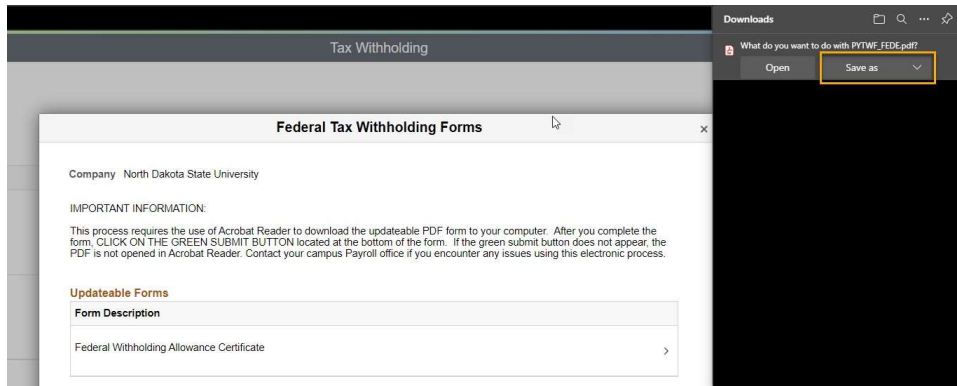 Tax Withholding
Downloads
What do you want to do with PYTWF_FEDE.pdf?
Open
Save as
Federal Tax Withholding Forms
Company North Dakota State University
IMPORTANT INFORMATION:
This process requires the use of Acrobat Reader to download the updateable PDF form to your computer. After you complete the
form, CLICK ON THE GREEN SUBMIT BUTTON located at the bottom of the form. If the green submit button does not appear, the
PDF is not opened in Acrobat Reader. Contact your campus Payroll office if you encounter any issues using this electronic process.
Updateable Forms
Form Description
Federal Withholding Allowance Certificate